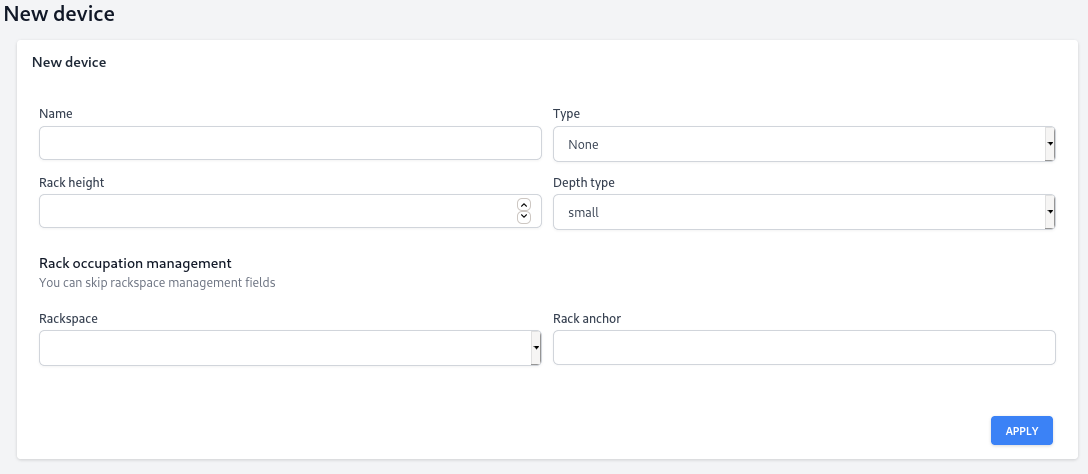 New device
New device
Name
Type
None
Rack height
Depth type
small
Rack occupation management
You can skip rackspace management fields
Rackspace
Rack anchor
APPLY